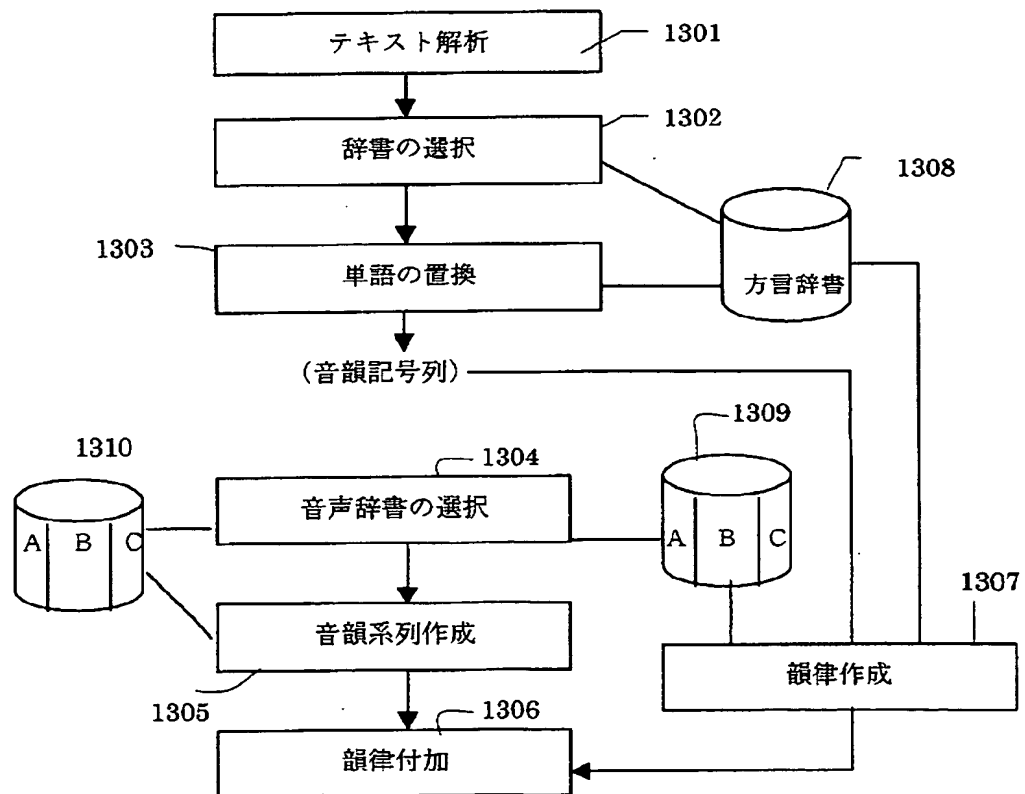 テキスト解析
1301
辞書の選択
1302
1308
1303
単語の置換
方言辞書
(音韻記号列)
1309
1310
1304
音声辞書の選択
A B C
A B C
1307
音韻系列作成
韻律作成
1305
1306
韻律付加